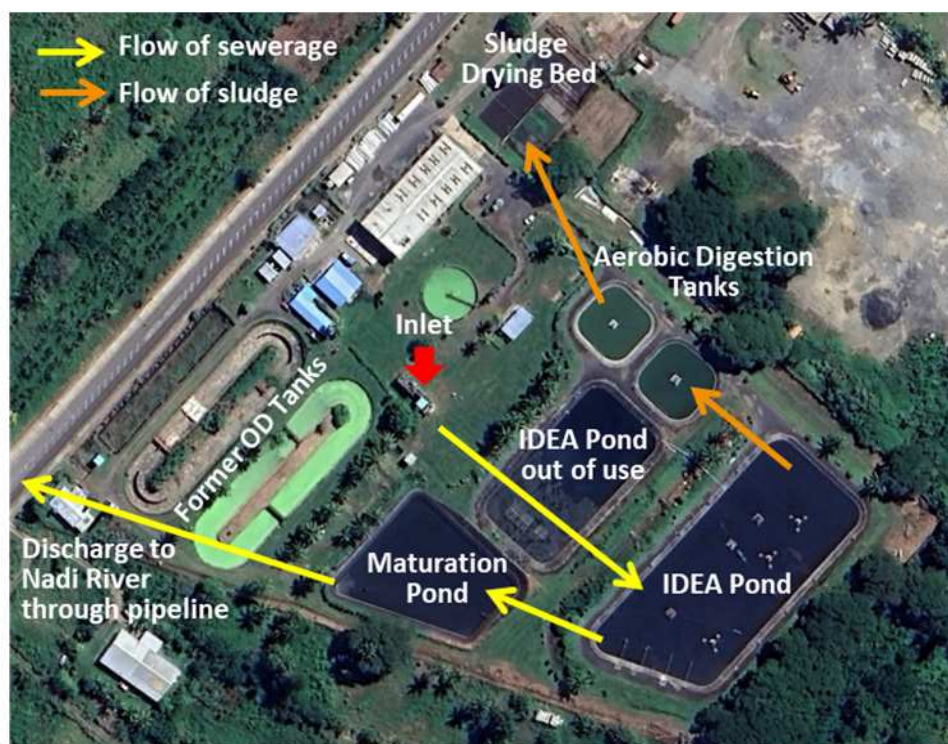 Flow of sewerage
Flow of sludge
Sludge
Drying Bed
Aerobic Digestion
Tanks
Inlet
Former OD Tanks
IDEA Pond
out of use
Discharge to
Nadi River
through pipeline
Maturation
Pond
IDEA Pond